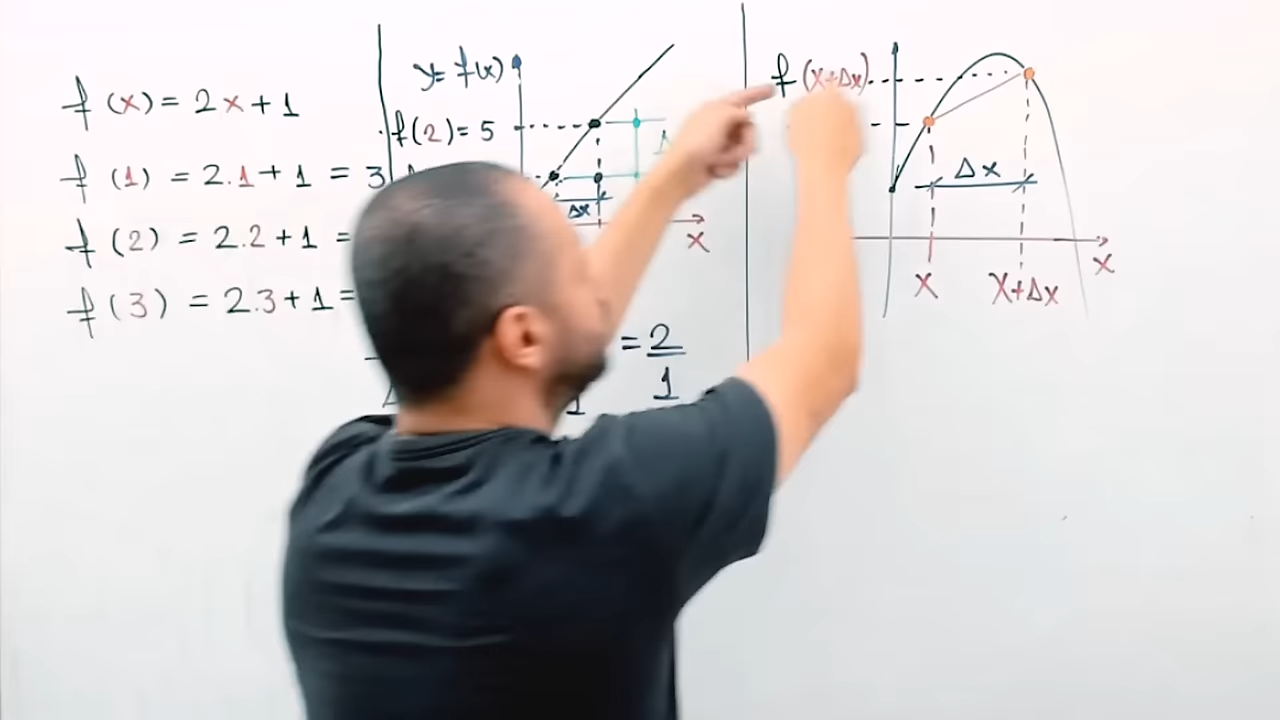 f(x) = 2x+1
f(1) = 2.1+1 = 3
f(2) = 2.2+1 =
f(3) = 2.3+1 =
y= f(x)
f(2) = 5
Δx
x
= 2/1
1
f(x+Δx)
Δx
x
x
x+Δx